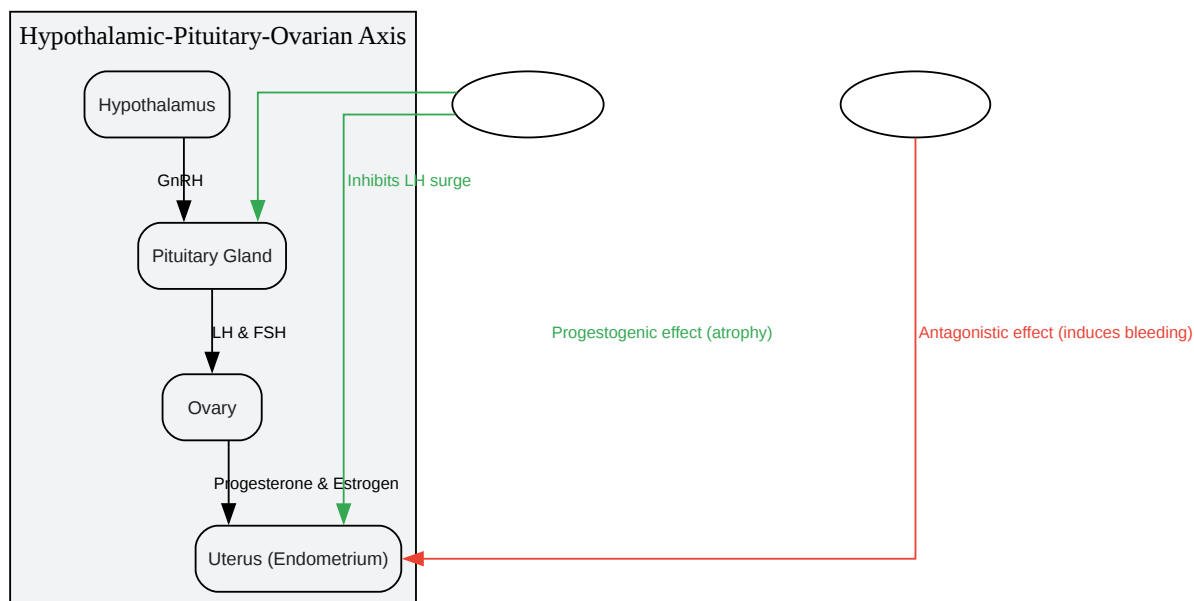 Hypothalamic-Pituitary-Ovarian Axis
Hypothalamus
GnRH
Inhibits LH surge
Pituitary Gland
LH & FSH
Progestogenic effect (atrophy)
Antagonistic effect (induces bleeding)
Ovary
Progesterone & Estrogen
Uterus (Endometrium)